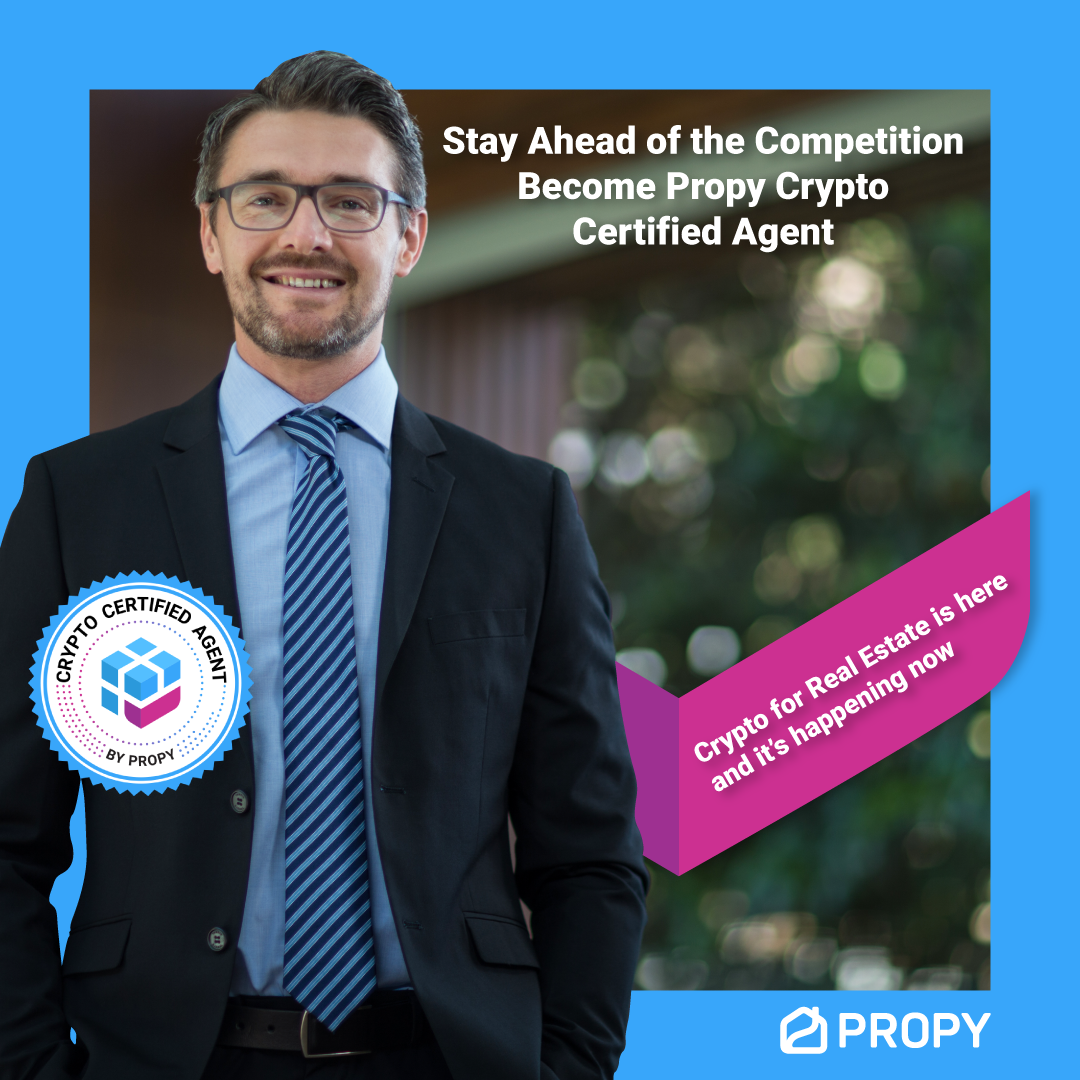 Stay Ahead of the Competition
Become Propy Crypto
Certified Agent
CRYPTO CERTIFIED AGENT
BY PROPY
Crypto for Real Estate is here
and it's happening now
PROPY